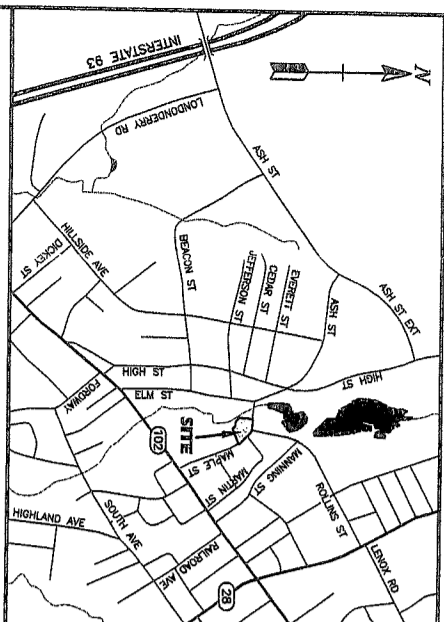 N
INTERSTATE 93
LONDONDERRY RD
ASH ST
ASH ST EXT
HILLSIDE AVE
DICKEY ST
BEACON ST
JEFFERSON ST
CEDAR ST
EVERETT ST
ASH ST
HIGH ST
HIGH ST
ELM ST
FORDWAY
SITE
102
MAPLE ST
MARTIN ST
MANNING ST
ROLLINS ST
LENOX RD
HIGHLAND AVE
SOUTH AVE
RAILROAD AVE
28